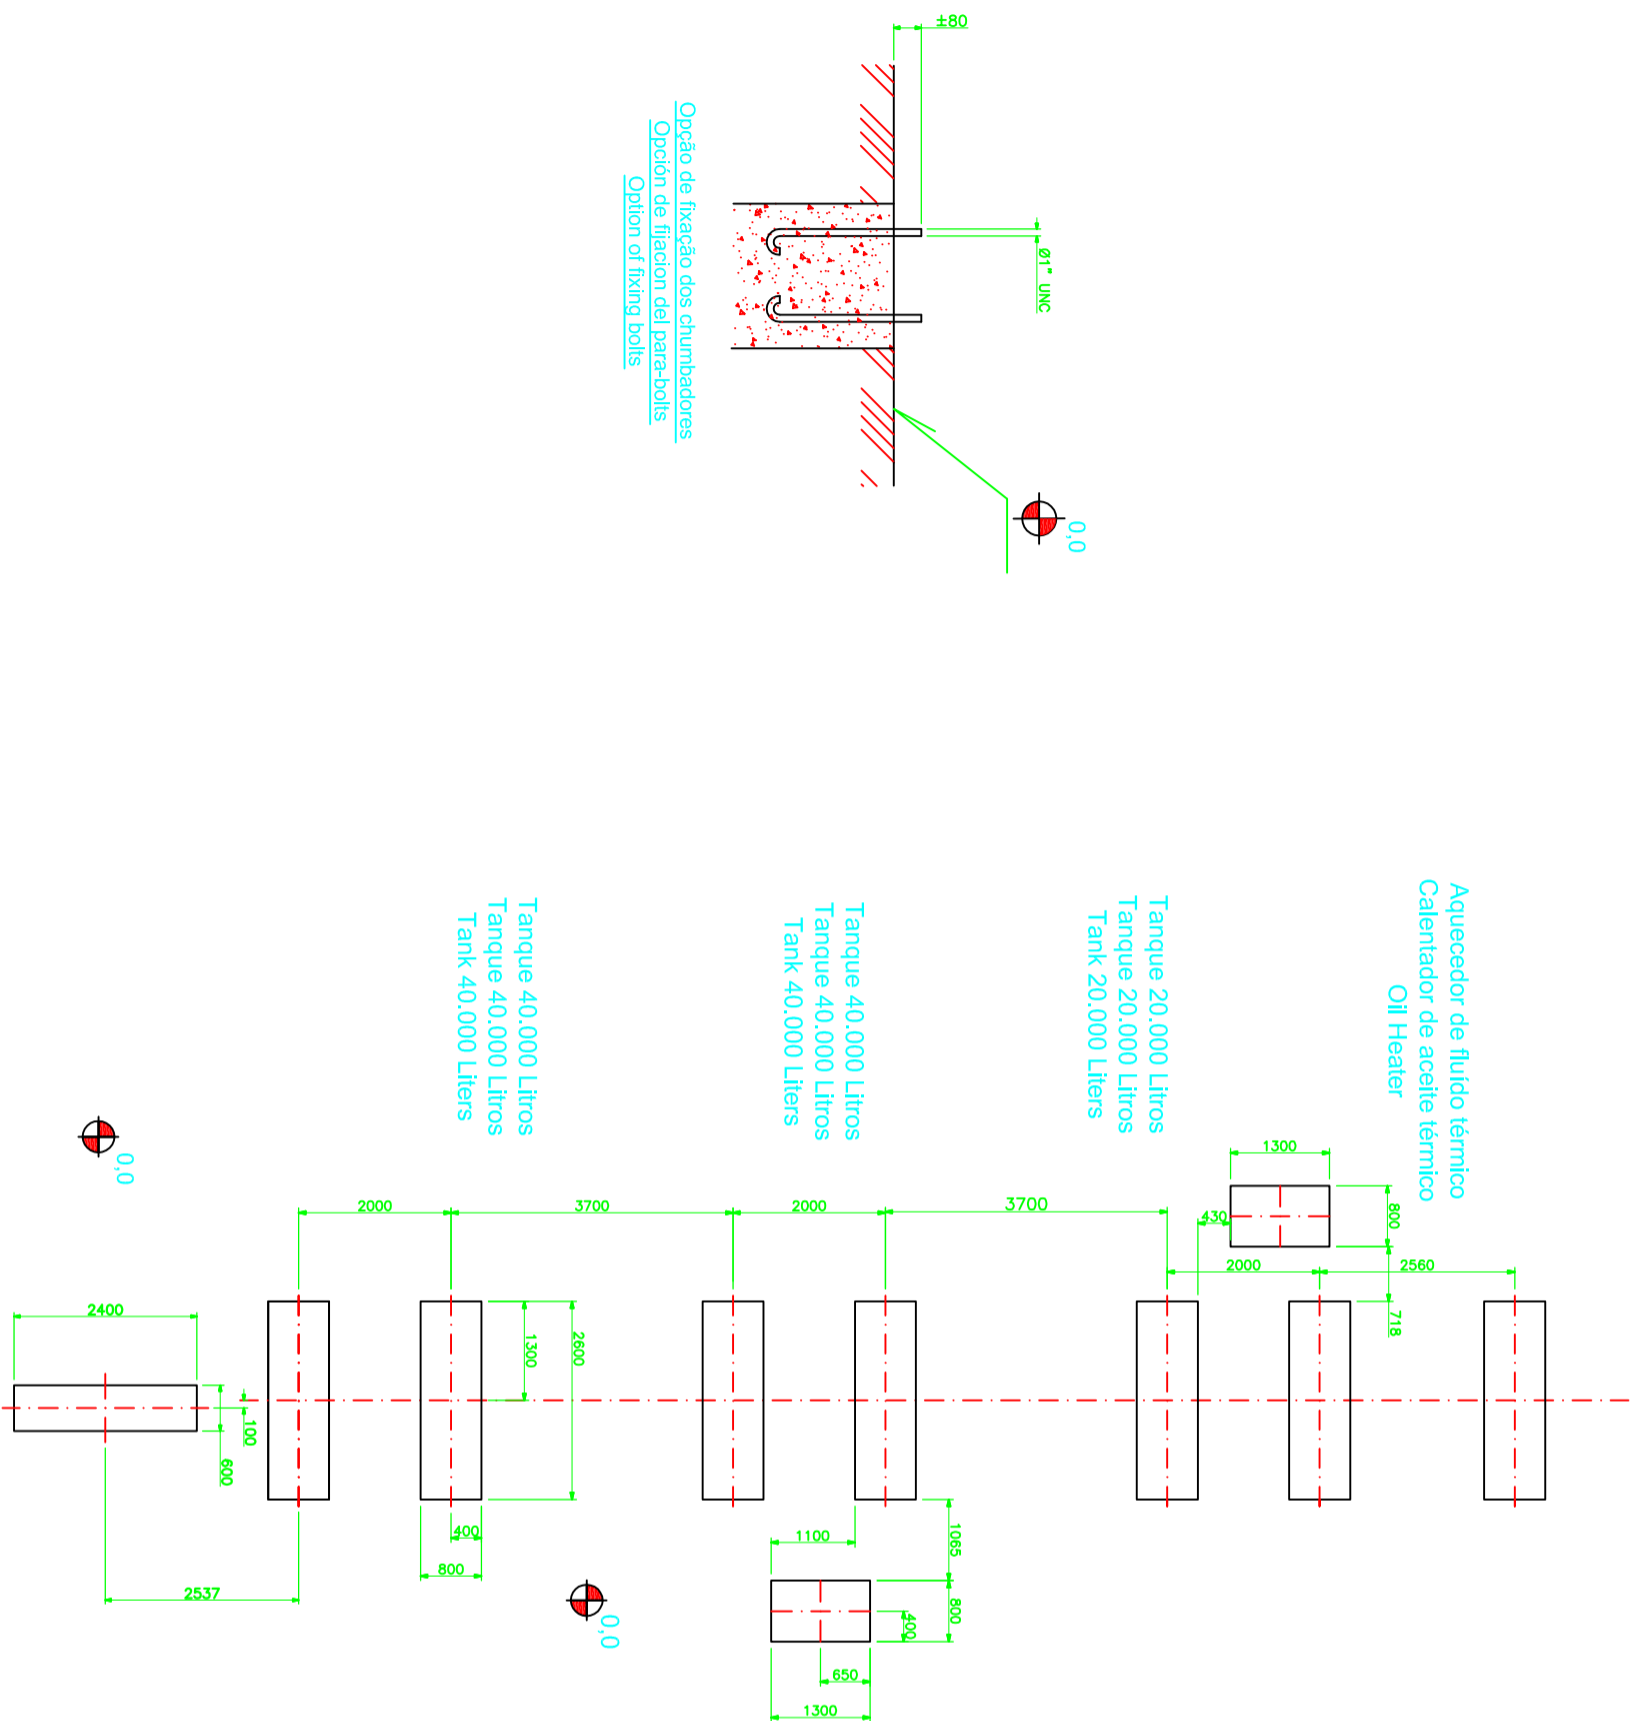 ±80
Ø1" UNC
0,0
Opção de fixação dos chumbadores
Opción de fijacion del para-bolts
Option of fixing bolts
Aquecedor de fluído térmico
Calentador de aceite térmico
Oil Heater
Tanque 20.000 Litros
Tanque 20.000 Litros
Tank 20.000 Liters
Tanque 40.000 Litros
Tanque 40.000 Litros
Tank 40.000 Liters
Tanque 40.000 Litros
Tanque 40.000 Litros
Tank 40.000 Liters
0,0
1300
800
430
718
2000
3700
2000
3700
2000
2560
2400
600
100
1300
2600
400
800
2537
1100
1065
800
400
650
1300
0,0